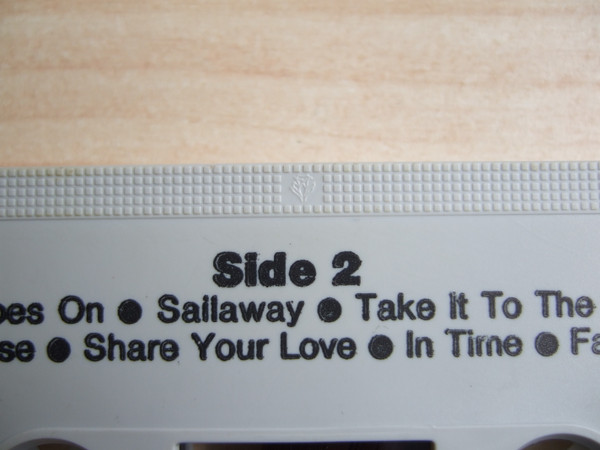 Side 2
oes On ● Sailaway ● Take It To The
se ● Share Your Love ● In Time ● Fa